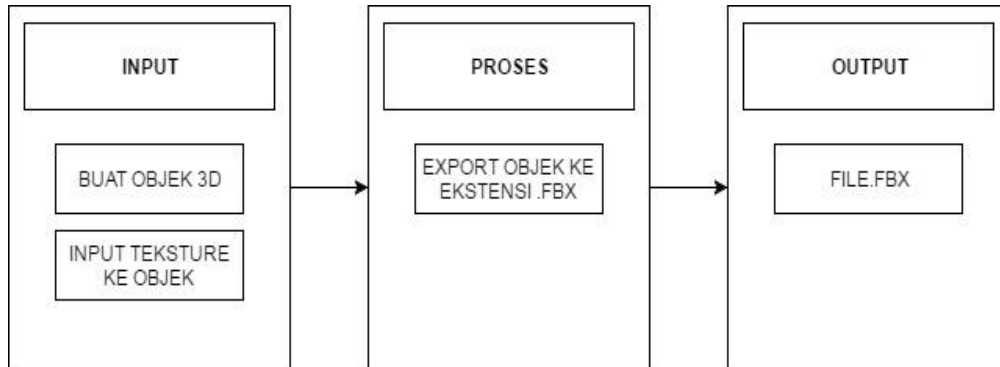 INPUT
BUAT OBJEK 3D
INPUT TEKSTURE
KE OBJEK
PROSES
EXPORT OBJEK KE
EKSTENSI .FBX
OUTPUT
FILE.FBX